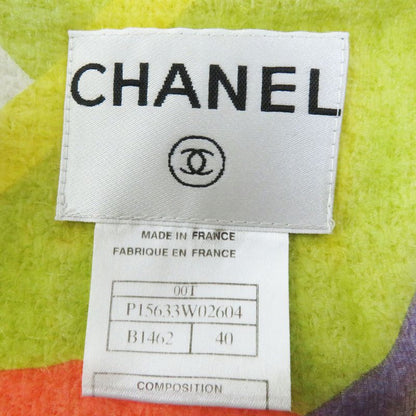 CHANEL
MADE IN FRANCE
FABRIQUE EN FRANCE
00T
P15633W02604
B1462 40
COMPOSITION